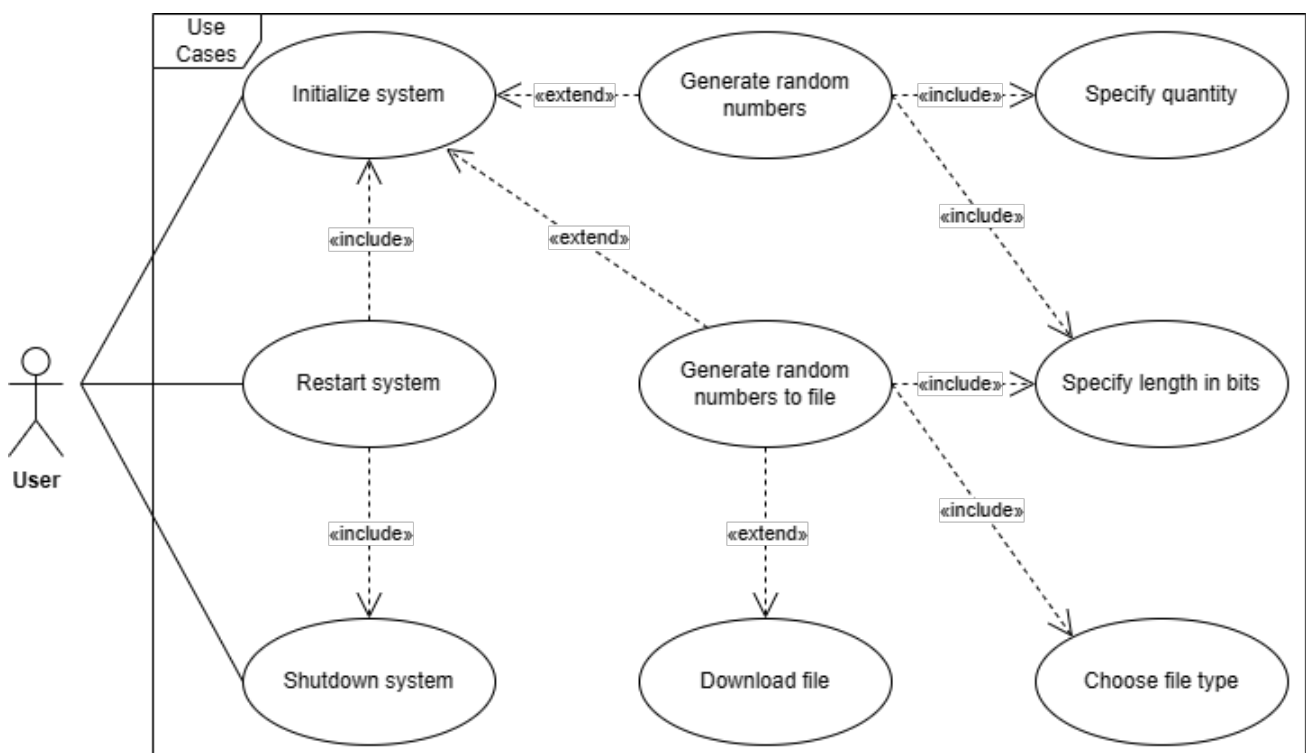 Use
Cases
Initialize system
«extend»
Generate random
numbers
«include»
Specify quantity
«include»
«extend»
«include»
Restart system
Generate random
numbers to file
«include»
Specify length in bits
User
«include»
«include»
«extend»
Shutdown system
Download file
Choose file type